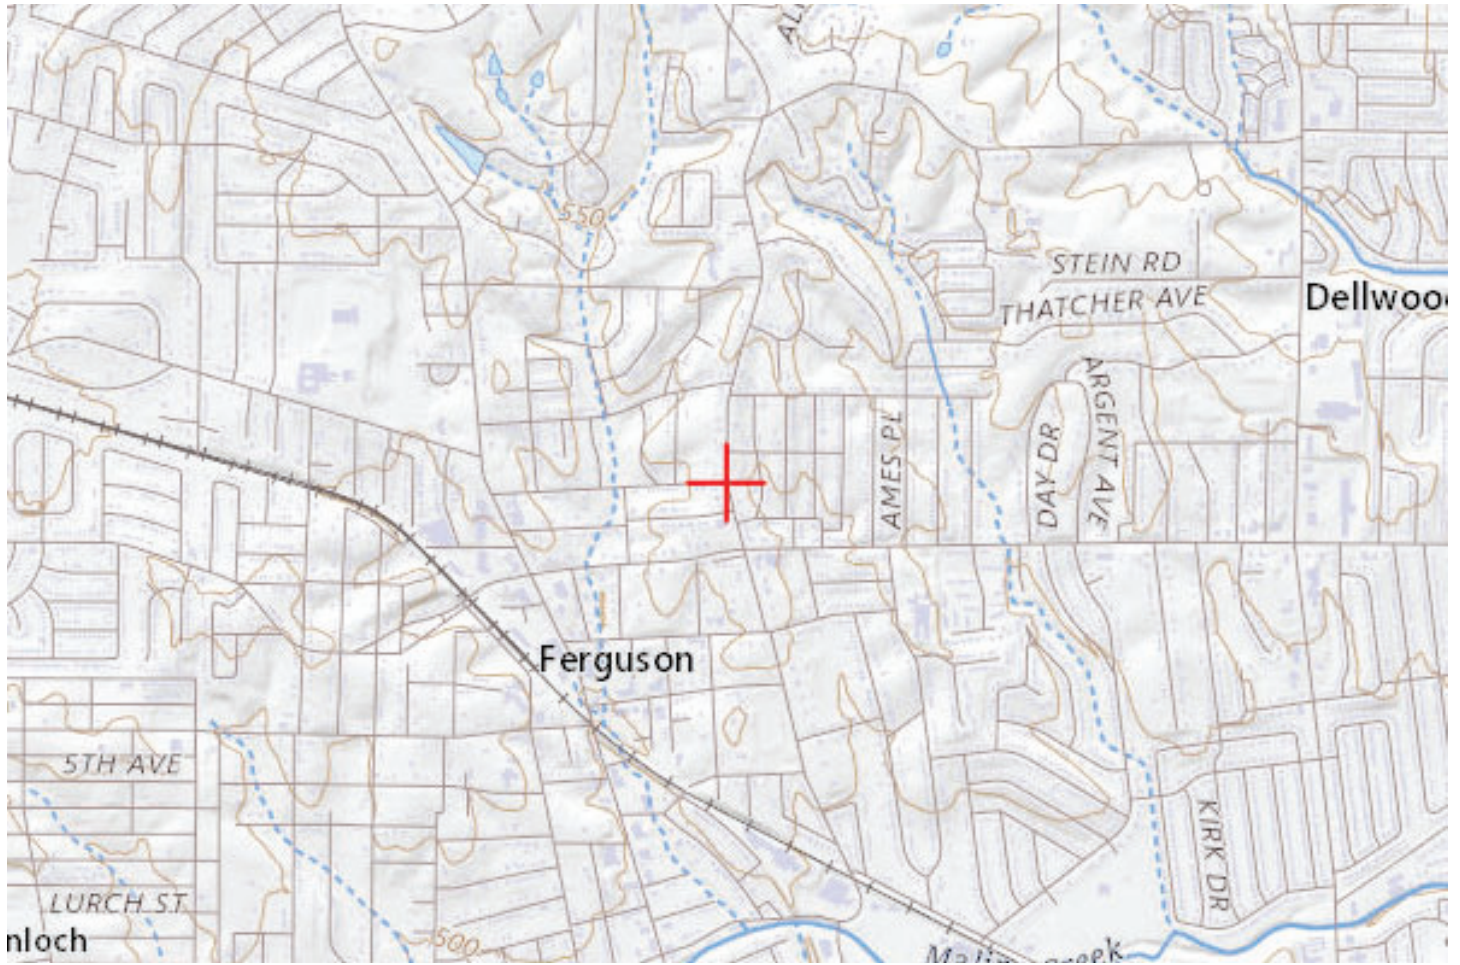 550
STEIN RD
THATCHER AVE
Dellwoo
ARGENT AVE
AMES PL
DAY DR
Ferguson
5TH AVE
KIRK DR
LURCH ST
nloch
500
Creek